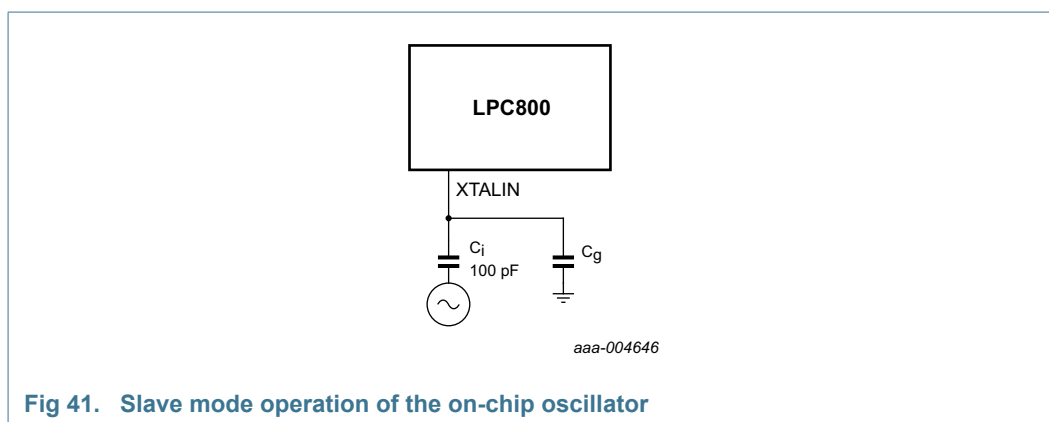 LPC800
XTALIN
Ci
100 pF
Cg
aaa-004646
Fig 41. Slave mode operation of the on-chip oscillator